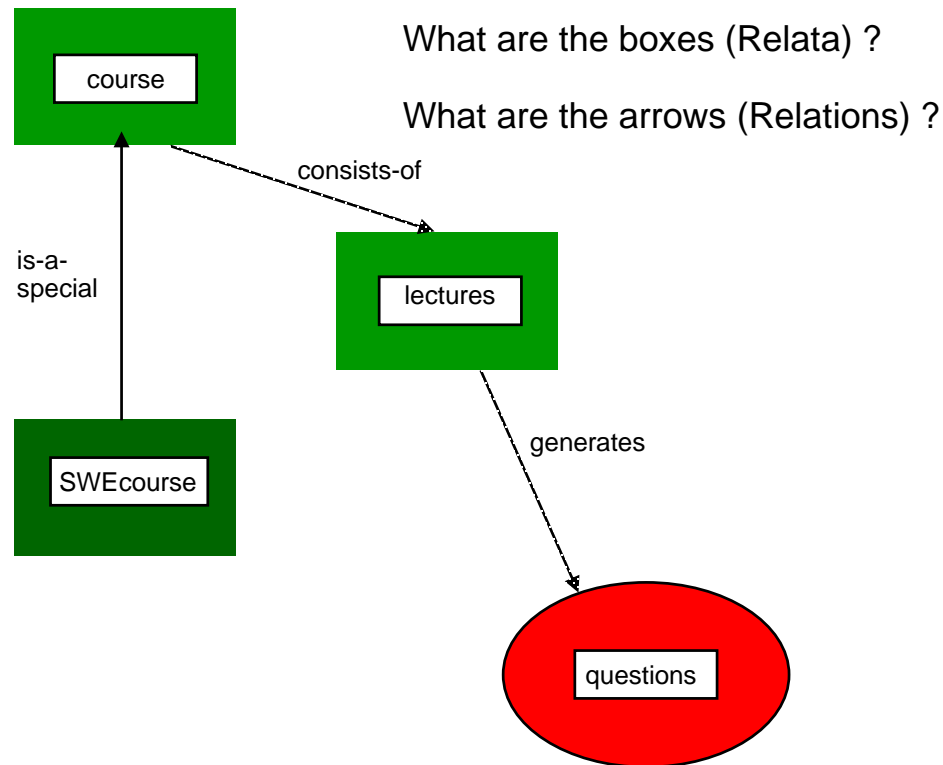 What are the boxes (Relata) ?
course
What are the arrows (Relations) ?
consists-of
is-a-
special
lectures
generates
SWEcourse
questions